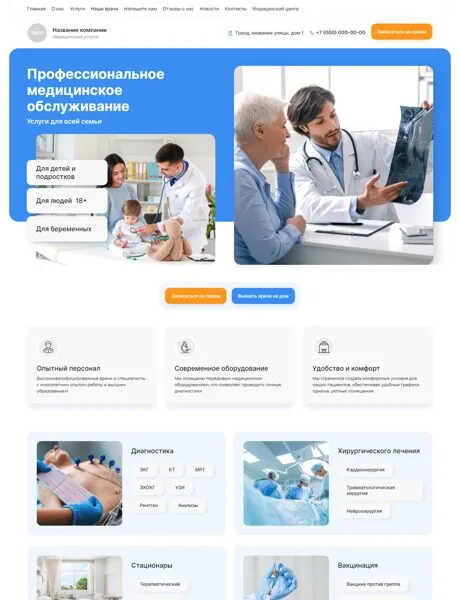 Главная О нас Услуги Наши врачи Напишите нам Отзывы о нас Новости Контакты Медицинский центр
Название компании
Медицинские услуги
Город, название улицы, дом 1
+7 (000) 000-00-00
Записаться на прием
Профессиональное
медицинское
обслуживание
Услуги для всей семьи
Для детей и
подростков
Для людей 18+
Для беременных
Записаться на прием
Вызвать врача на дом
Опытный персонал
Высококвалифицированные врачи и специалисты
с многолетним опытом работы и высшим
образованием
Современное оборудование
Мы оснащены передовым медицинским
оборудованием, что позволяет проводить точные
диагностики
Удобство и комфорт
Мы стремимся создать комфортные условия для
наших пациентов, обеспечивая удобные графики
приема, уютные помещения
Диагностика
ЭКГ КТ МРТ
ЭХОКГ УЗИ
Рентген Анализы
Хирургического лечения
Кардиохирургия
Травматологическая
хирургия
Нейрохирургия
Стационары
Терапевтический
Вакцинация
Вакцина против гриппа